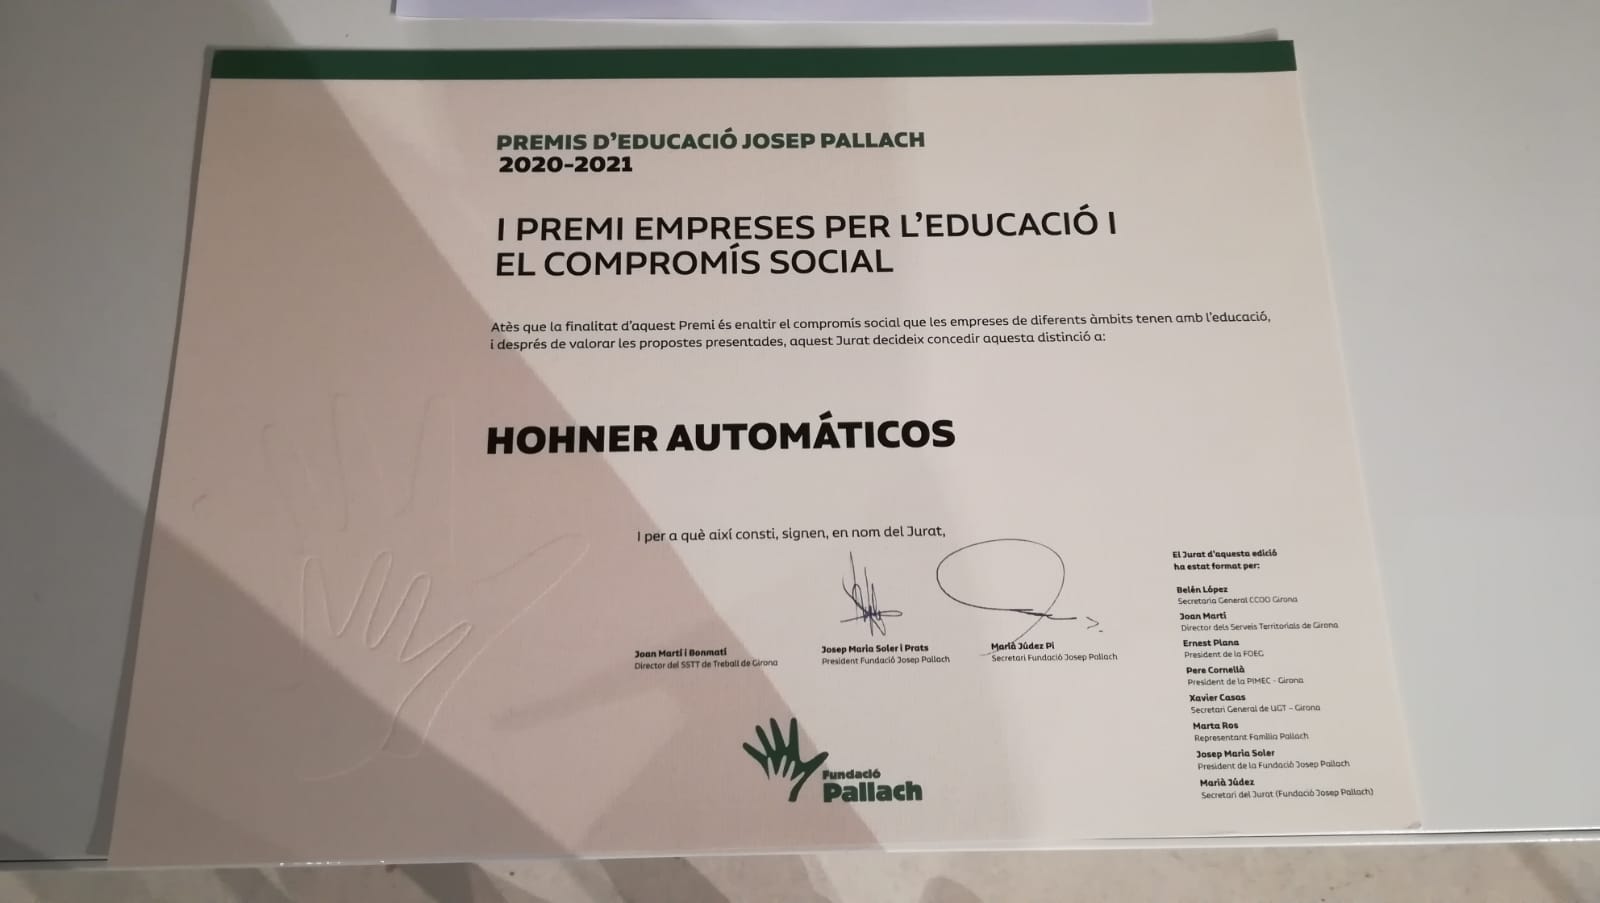 PREMIS D'EDUCACIÓ JOSEP PALLACH
2020-2021
I PREMI EMPRESES PER L'EDUCACIÓ I
EL COMPROMÍS SOCIAL
Atès que la finalitat d'aquest Premi és enaltir el compromís social que les empreses de diferents àmbits tenen amb l'educació,
i després de valorar les propostes presentades, aquest Jurat decideix concedir aquesta distinció a:
HOHNER AUTOMÁTICOS
I per a què així consti, signen, en nom del Jurat,
Joan Martí i Bonmatí
Director del SSTT de Treball de Girona
Josep Maria Soler i Prats
President Fundació Josep Pallach
Marià Júdez Pi
Secretari Fundació Josep Pallach
El Jurat d'aquesta edició
ha estat format per:
Belén López
Secretaria General CCOO Girona
Joan Martí
Director dels Serveis Territorials de Girona
Ernest Plana
President de la FOEG
Pere Cornellà
President de la PIMEC - Girona
Xavier Casas
Secretari General de UGT - Girona
Marta Ros
Representant Família Pallach
Josep Maria Soler
President de la Fundació Josep Pallach
Marià Júdez
Secretari del Jurat (Fundació Josep Pallach)
Fundació
Pallach